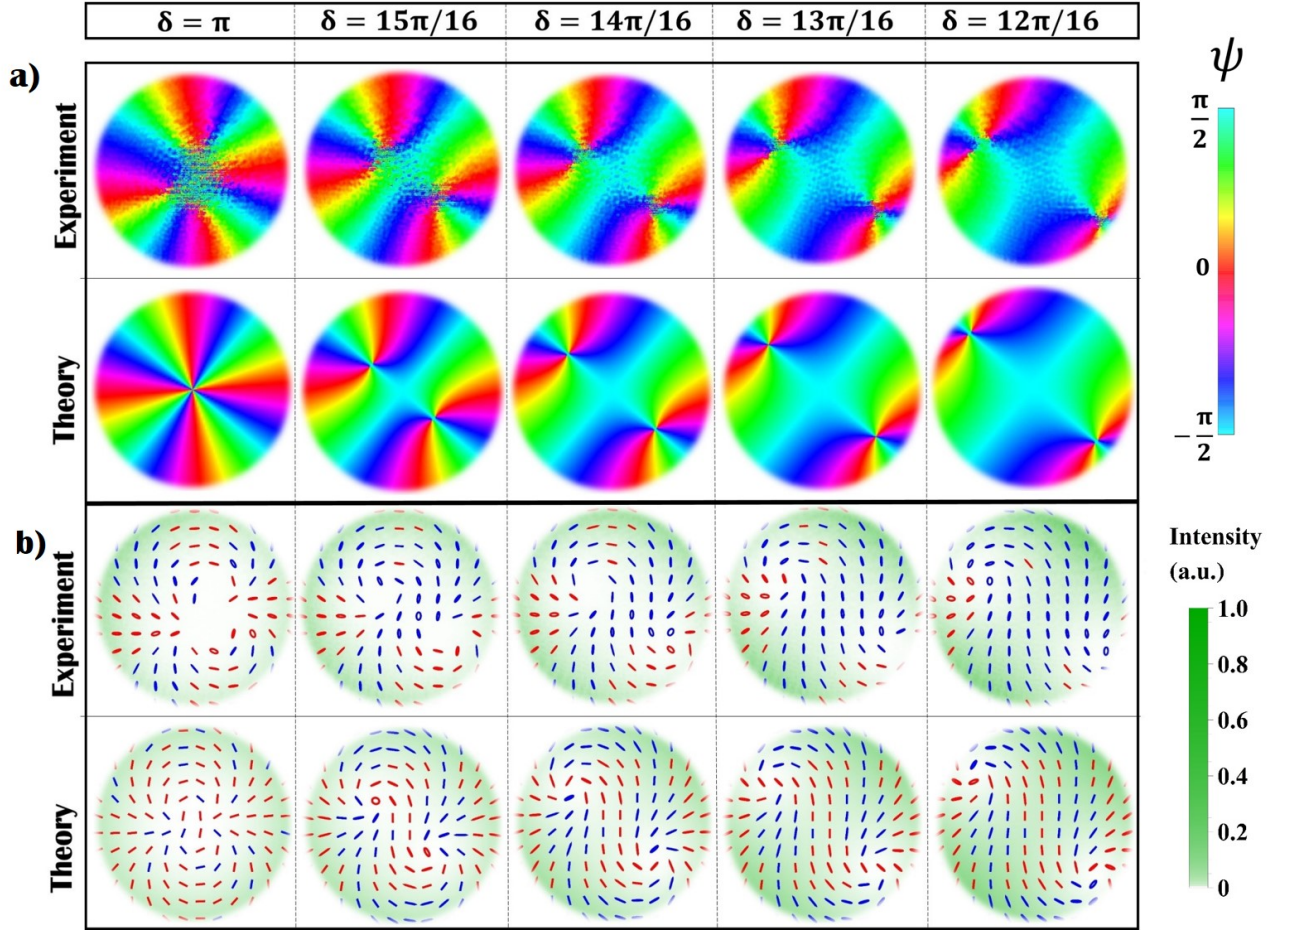 δ = π δ = 15π/16 δ = 14π/16 δ = 13π/16 δ = 12π/16
a)
Experiment
Theory
ψ
π/2
0
−π/2
b)
Experiment
Theory
Intensity
(a.u.)
1.0
0.8
0.6
0.4
0.2
0